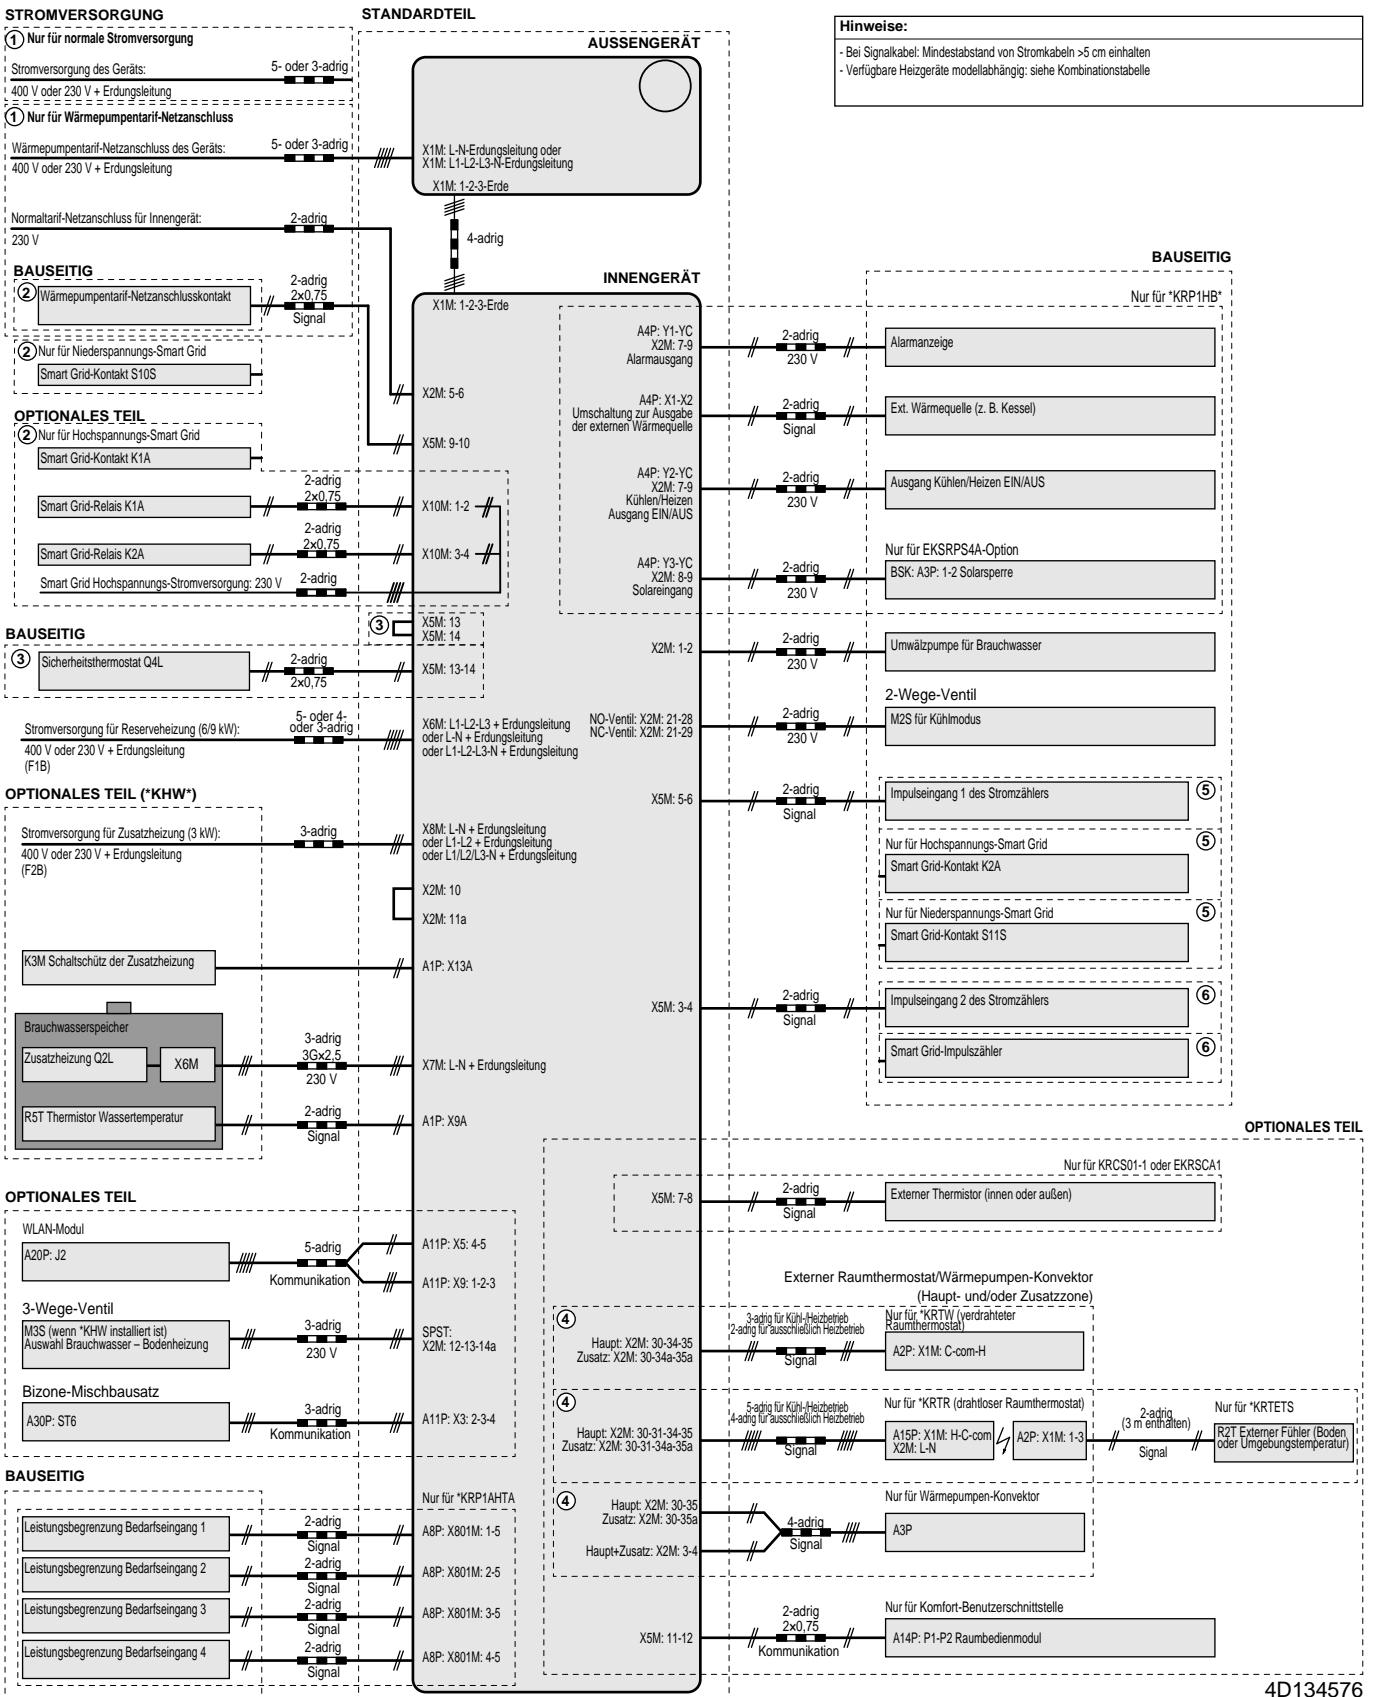 STROMVERSORGUNG
1 Nur für normale Stromversorgung
Stromversorgung des Geräts:
5- oder 3-adrig
400 V oder 230 V + Erdungsleitung
1 Nur für Wärmepumpentarif-Netzanschluss
Wärmepumpentarif-Netzanschluss des Geräts:
5- oder 3-adrig
400 V oder 230 V + Erdungsleitung
Normaltarif-Netzanschluss für Innengerät:
2-adrig
230 V
BAUSEITIG
2 Wärmepumpentarif-Netzanschlusskontakt
2-adrig
2×0,75
Signal
2 Nur für Niederspannungs-Smart Grid
Smart Grid-Kontakt S10S
OPTIONALES TEIL
2 Nur für Hochspannungs-Smart Grid
Smart Grid-Kontakt K1A
2-adrig
2×0,75
Smart Grid-Relais K1A
2-adrig
2×0,75
Smart Grid-Relais K2A
Smart Grid Hochspannungs-Stromversorgung: 230 V
2-adrig
BAUSEITIG
3 Sicherheitsthermostat Q4L
2-adrig
2×0,75
Stromversorgung für Reserveheizung (6/9 kW):
5- oder 4-
oder 3-adrig
400 V oder 230 V + Erdungsleitung
(F1B)
OPTIONALES TEIL (*KHW*)
Stromversorgung für Zusatzheizung (3 kW):
3-adrig
400 V oder 230 V + Erdungsleitung
(F2B)
K3M Schaltschütz der Zusatzheizung
Brauchwasserspeicher
Zusatzheizung Q2L
X6M
3-adrig
3G×2,5
230 V
R5T Thermistor Wassertemperatur
2-adrig
Signal
OPTIONALES TEIL
WLAN-Modul
A20P: J2
5-adrig
Kommunikation
3-Wege-Ventil
M3S (wenn *KHW installiert ist)
Auswahl Brauchwasser – Bodenheizung
3-adrig
230 V
Bizone-Mischbausatz
A30P: ST6
3-adrig
Kommunikation
BAUSEITIG
Leistungsbegrenzung Bedarfseingang 1
2-adrig
Signal
Leistungsbegrenzung Bedarfseingang 2
2-adrig
Signal
Leistungsbegrenzung Bedarfseingang 3
2-adrig
Signal
Leistungsbegrenzung Bedarfseingang 4
2-adrig
Signal
STANDARDTEIL
AUSSENGERÄT
X1M: L-N-Erdungsleitung oder
X1M: L1-L2-L3-N-Erdungsleitung
X1M: 1-2-3-Erde
4-adrig
INNENGERÄT
X1M: 1-2-3-Erde
X2M: 5-6
X5M: 9-10
X10M: 1-2
X10M: 3-4
3
X5M: 13
X5M: 14
X5M: 13-14
X6M: L1-L2-L3 + Erdungsleitung
oder L-N + Erdungsleitung
oder L1-L2-L3-N + Erdungsleitung
X8M: L-N + Erdungsleitung
oder L1-L2 + Erdungsleitung
oder L1/L2/L3-N + Erdungsleitung
X2M: 10
X2M: 11a
A1P: X13A
X7M: L-N + Erdungsleitung
A1P: X9A
A11P: X5: 4-5
A11P: X9: 1-2-3
SPST:
X2M: 12-13-14a
A11P: X3: 2-3-4
Nur für *KRP1AHTA
A8P: X801M: 1-5
A8P: X801M: 2-5
A8P: X801M: 3-5
A8P: X801M: 4-5
Hinweise:
- Bei Signalkabel: Mindestabstand von Stromkabeln >5 cm einhalten
- Verfügbare Heizgeräte modellabhängig: siehe Kombinationstabelle
BAUSEITIG
Nur für *KRP1HB*
A4P: Y1-YC
X2M: 7-9
Alarmausgang
2-adrig
230 V
Alarmanzeige
A4P: X1-X2
Umschaltung zur Ausgabe
der externen Wärmequelle
2-adrig
Signal
Ext. Wärmequelle (z. B. Kessel)
A4P: Y2-YC
X2M: 7-9
Kühlen/Heizen
Ausgang EIN/AUS
2-adrig
230 V
Ausgang Kühlen/Heizen EIN/AUS
Nur für EKSRPS4A-Option
A4P: Y3-YC
X2M: 8-9
Solareingang
2-adrig
230 V
BSK: A3P: 1-2 Solarsperre
X2M: 1-2
2-adrig
230 V
Umwälzpumpe für Brauchwasser
2-Wege-Ventil
NO-Ventil: X2M: 21-28
NC-Ventil: X2M: 21-29
2-adrig
230 V
M2S für Kühlmodus
X5M: 5-6
2-adrig
Signal
Impulseingang 1 des Stromzählers
5
Nur für Hochspannungs-Smart Grid
5
Smart Grid-Kontakt K2A
Nur für Niederspannungs-Smart Grid
5
Smart Grid-Kontakt S11S
X5M: 3-4
2-adrig
Signal
Impulseingang 2 des Stromzählers
6
Smart Grid-Impulszähler
6
OPTIONALES TEIL
Nur für KRCS01-1 oder EKRSCA1
X5M: 7-8
2-adrig
Signal
Externer Thermistor (innen oder außen)
Externer Raumthermostat/Wärmepumpen-Konvektor
(Haupt- und/oder Zusatzzone)
4
Haupt: X2M: 30-34-35
Zusatz: X2M: 30-34a-35a
3-adrig für Kühl-/Heizbetrieb
2-adrig für ausschließlich Heizbetrieb
Signal
Nur für *KRTW (verdrahteter
Raumthermostat)
A2P: X1M: C-com-H
4
Haupt: X2M: 30-31-34-35
Zusatz: X2M: 30-31-34a-35a
5-adrig für Kühl-/Heizbetrieb
4-adrig für ausschließlich Heizbetrieb
Signal
Nur für *KRTR (drahtloser Raumthermostat)
A15P: X1M: H-C-com
X2M: L-N
A2P: X1M: 1-3
2-adrig
(3 m enthalten)
Signal
Nur für *KRTETS
R2T Externer Fühler (Boden
oder Umgebungstemperatur)
4
Haupt: X2M: 30-35
Zusatz: X2M: 30-35a
Haupt+Zusatz: X2M: 3-4
4-adrig
Signal
Nur für Wärmepumpen-Konvektor
A3P
X5M: 11-12
2-adrig
2×0,75
Kommunikation
Nur für Komfort-Benutzerschnittstelle
A14P: P1-P2 Raumbedienmodul
4D134576